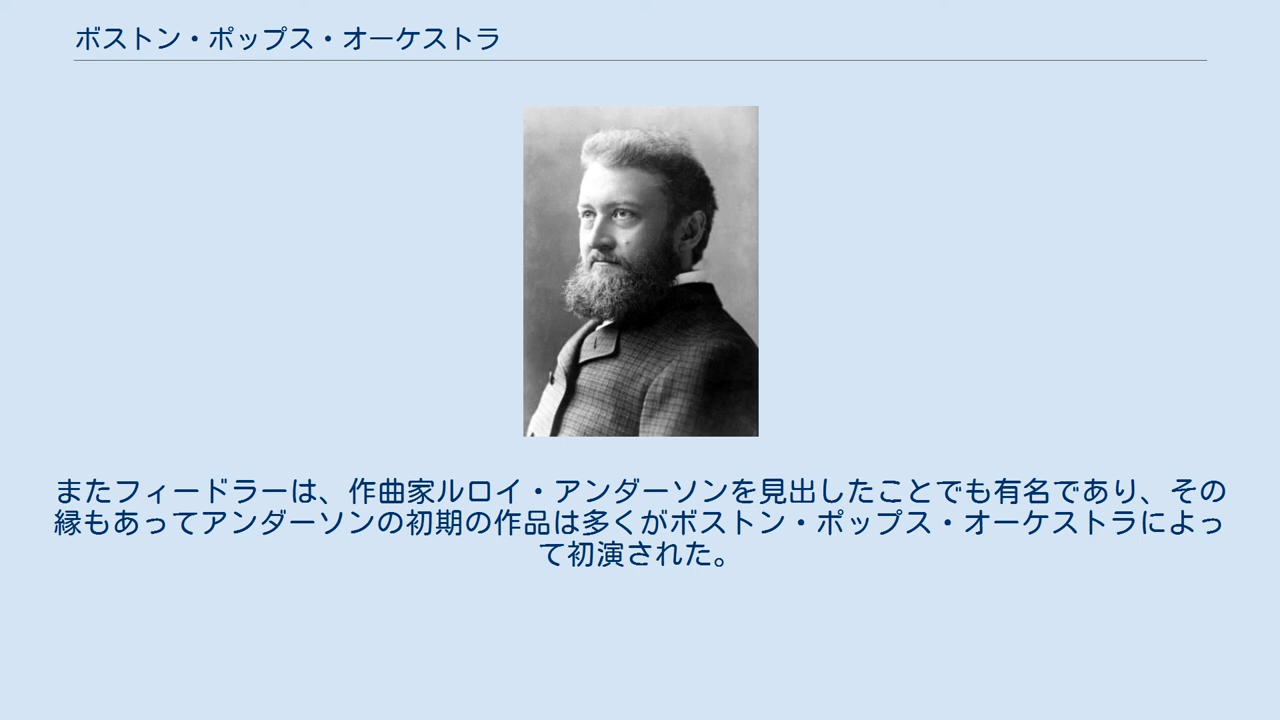 ボストン・ポップス・オーケストラ
またフィードラーは、作曲家ルロイ・アンダーソンを見出したことでも有名であり、その
縁もあってアンダーソンの初期の作品は多くがボストン・ポップス・オーケストラによっ
て初演された。